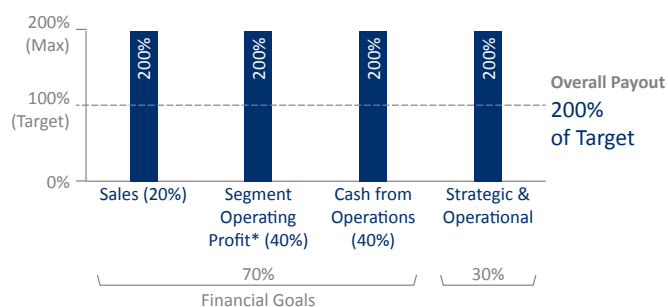 200%
(Max)
100%
(Target)
0%
200%
200%
200%
200%
Overall Payout
200%
of Target
Sales (20%)
Segment
Operating
Profit* (40%)
Cash from
Operations
(40%)
Strategic &
Operational
70%
30%
Financial Goals